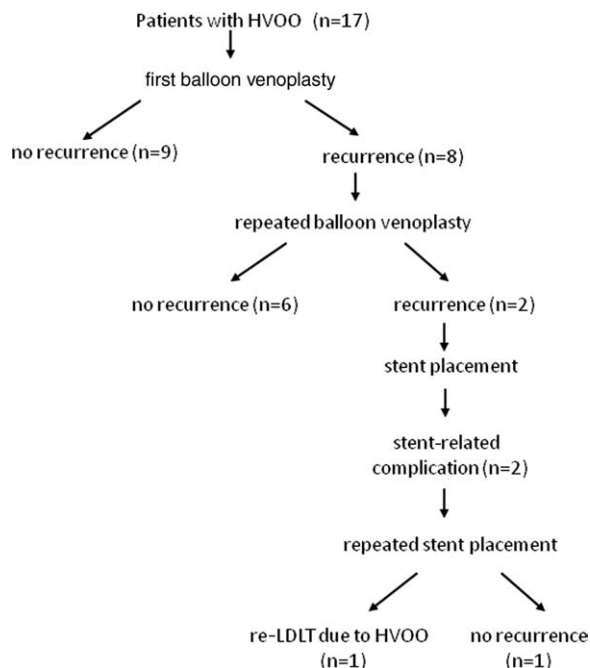 Patients with HVOO (n=17)
first balloon venoplasty
no recurrence (n=9)
recurrence (n=8)
repeated balloon venoplasty
no recurrence (n=6)
recurrence (n=2)
stent placement
stent-related
complication (n=2)
repeated stent placement
re-LDLT due to HVOO
(n=1)
no recurrence
(n=1)